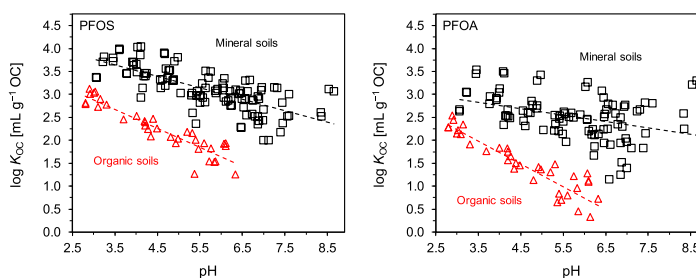 PFOS
Mineral soils
Organic soils
log KOC [mL g⁻¹ OC]
4.5
4.0
3.5
3.0
2.5
2.0
1.5
1.0
0.5
0.0
2.5 3.5 4.5 5.5 6.5 7.5 8.5
pH
PFOA
Mineral soils
Organic soils
log KOC [mL g⁻¹ OC]
4.5
4.0
3.5
3.0
2.5
2.0
1.5
1.0
0.5
0.0
2.5 3.5 4.5 5.5 6.5 7.5 8.5
pH